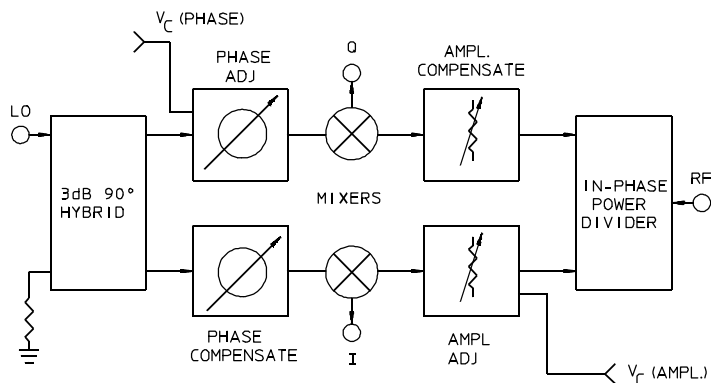 V_C (PHASE)
PHASE
ADJ
Q
AMPL.
COMPENSATE
LO
3dB 90°
HYBRID
MIXERS
IN-PHASE
POWER
DIVIDER
RF
PHASE
COMPENSATE
I
AMPL
ADJ
V_C (AMPL.)